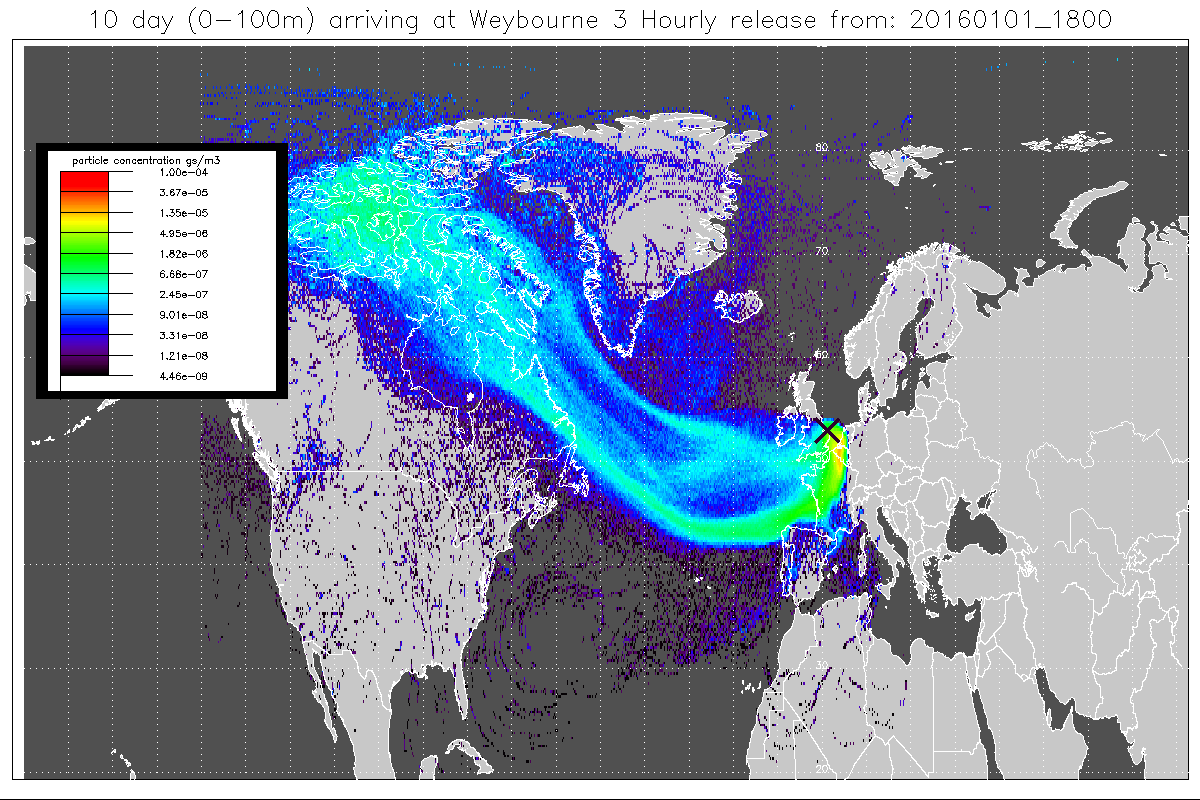 10 day (0-100m) arriving at Weybourne 3 Hourly release from: 20160101_1800
particle concentration gs/m3
1.00e-04
3.67e-05
1.35e-05
4.95e-06
1.82e-06
6.68e-07
2.45e-07
9.01e-08
3.31e-08
1.21e-08
4.46e-09
80
70
60
50
30
20